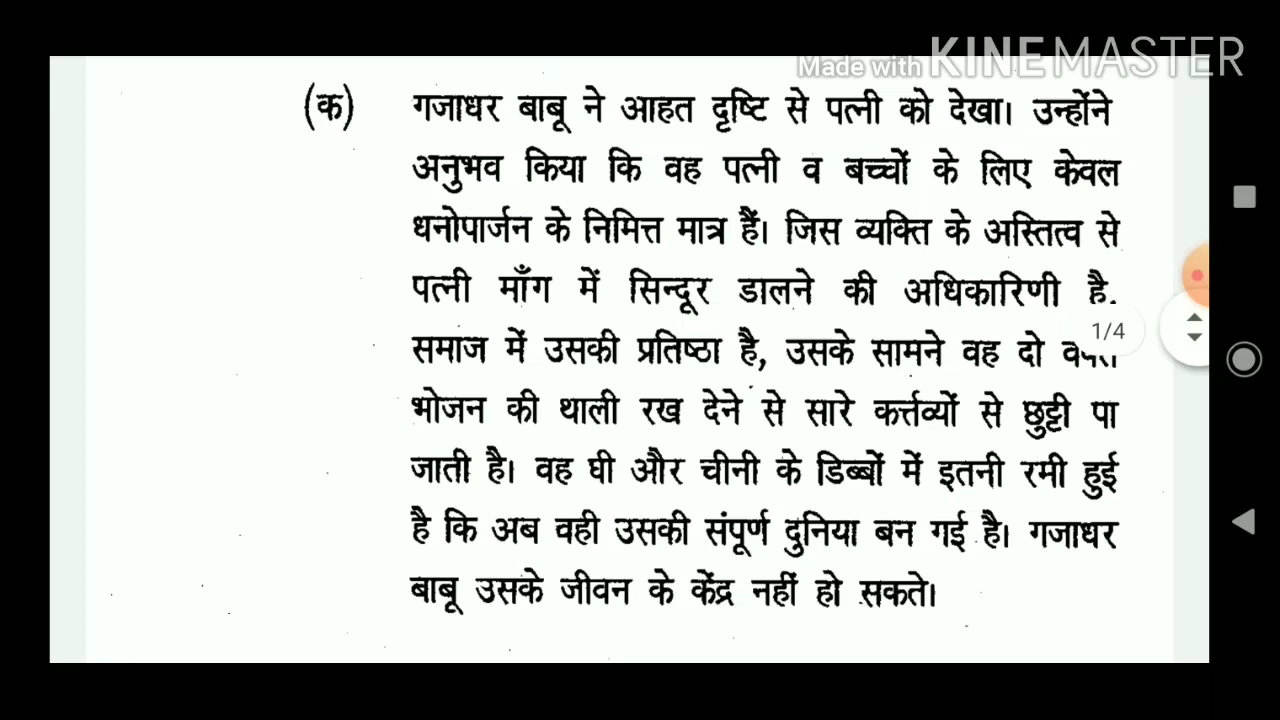 Made with KINEMASTER
(क) गजाधर बाबू ने आहत दृष्टि से पत्नी को देखा। उन्होंने
अनुभव किया कि वह पत्नी व बच्चों के लिए केवल
धनोपार्जन के निमित्त मात्र हैं। जिस व्यक्ति के अस्तित्व से
पत्नी माँग में सिन्दूर डालने की अधिकारिणी है,
1/4
समाज में उसकी प्रतिष्ठा है, उसके सामने वह दो
भोजन की थाली रख देने से सारे कर्त्तव्यों से छुट्टी पा
जाती है। वह घी और चीनी के डिब्बों में इतनी रमी हुई
है कि अब वही उसकी संपूर्ण दुनिया बन गई है। गजाधर
बाबू उसके जीवन के केंद्र नहीं हो सकते।